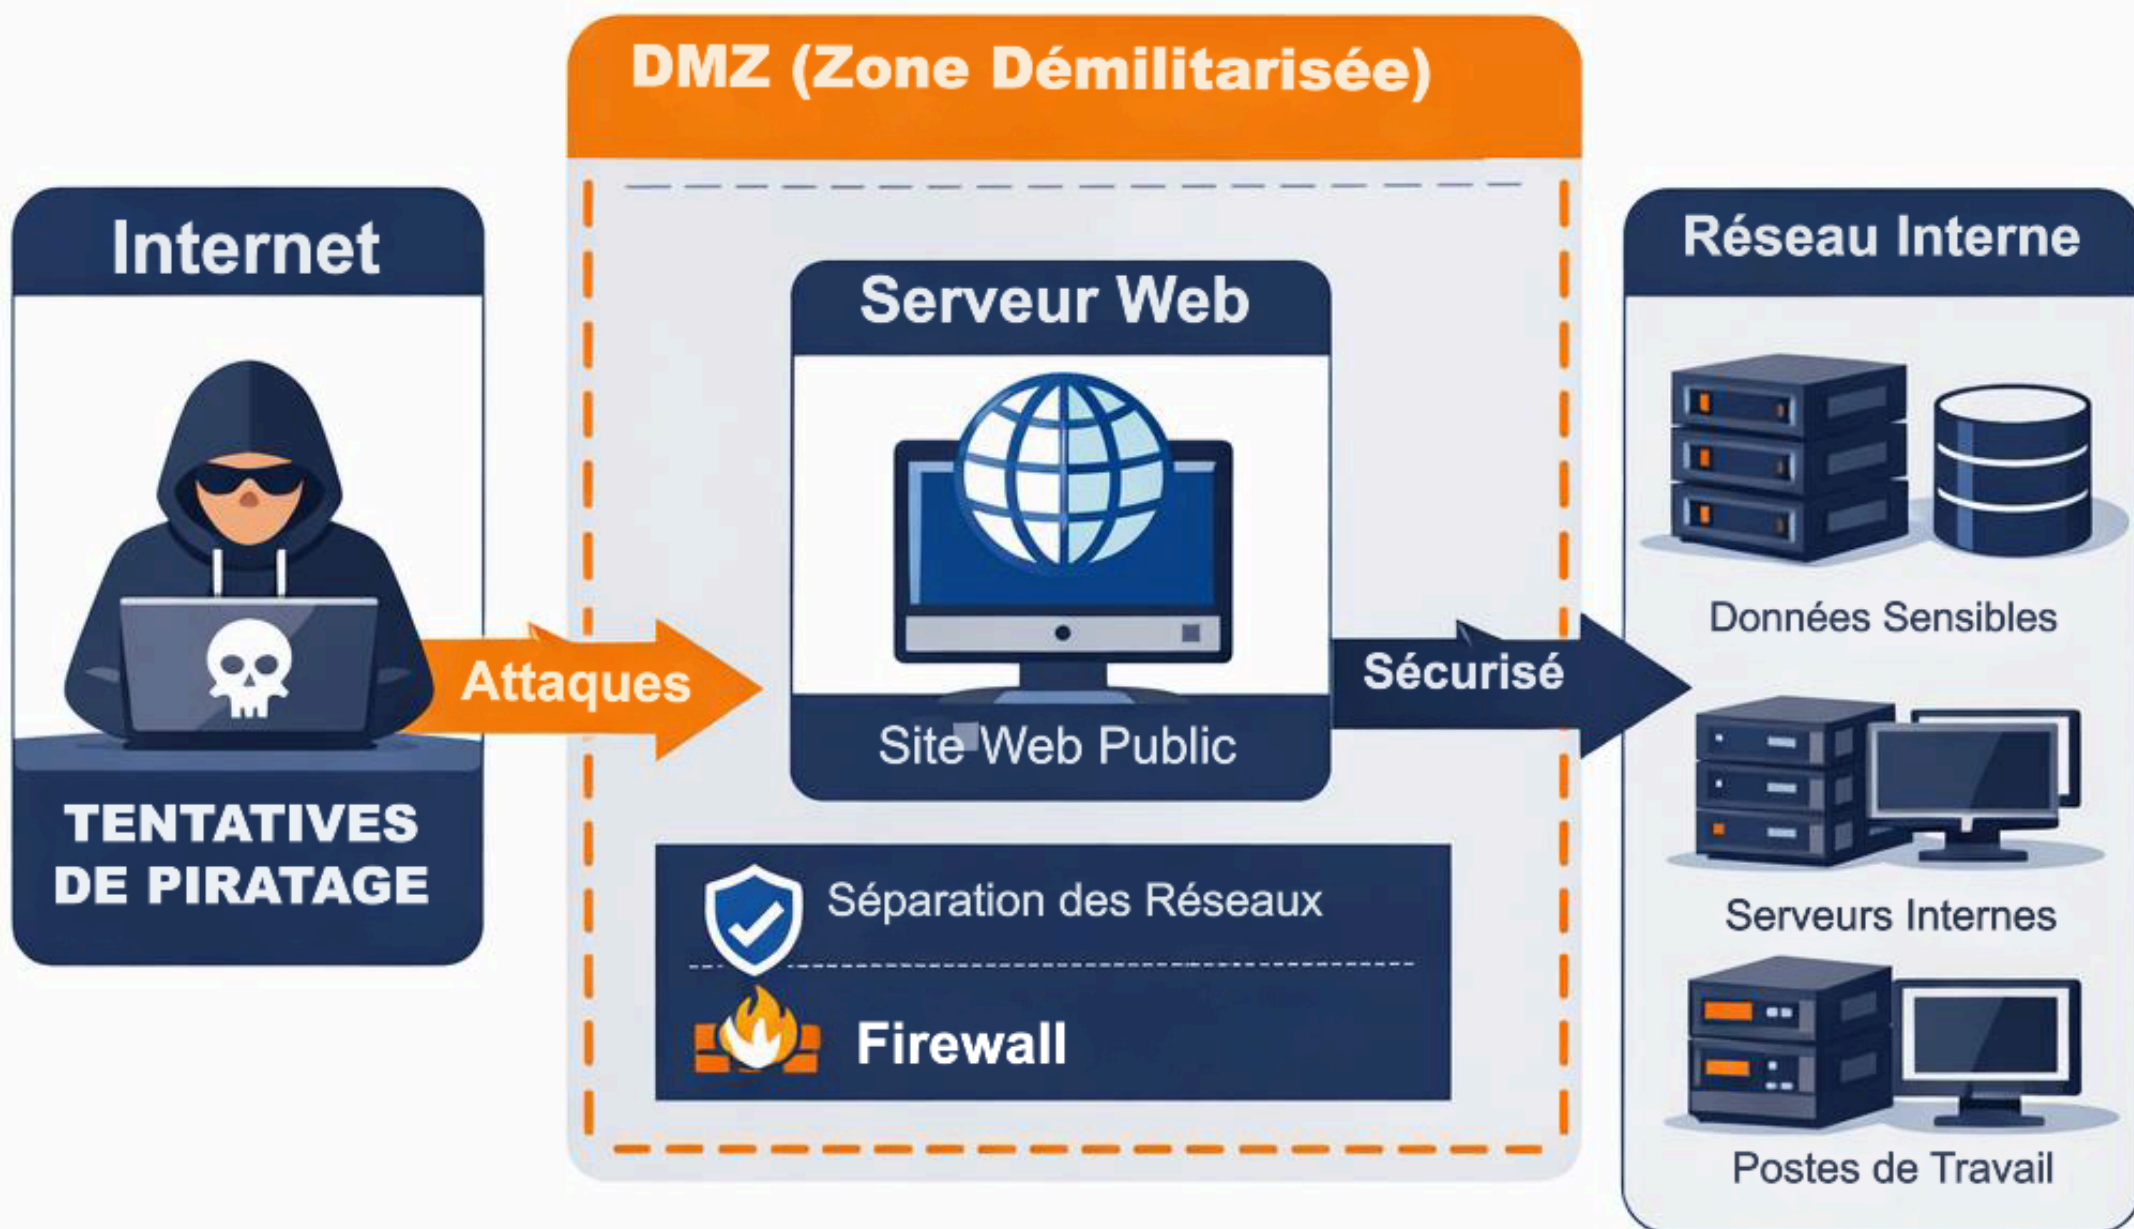 DMZ (Zone Démilitarisée)
Internet
TENTATIVES
DE PIRATAGE
Attaques
Serveur Web
Site Web Public
Séparation des Réseaux
Firewall
Sécurisé
Réseau Interne
Données Sensibles
Serveurs Internes
Postes de Travail